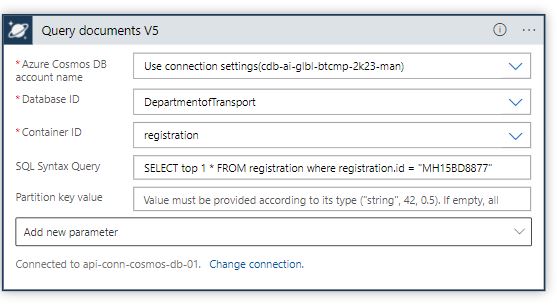 Query documents V5
* Azure Cosmos DB account name
Use connection settings(cdb-ai-glbl-btcmp-2k23-man)
* Database ID
DepartmentofTransport
* Container ID
registration
SQL Syntax Query
SELECT top 1 * FROM registration where registration.id = "MH15BD8877"
Partition key value
Value must be provided according to its type ("string", 42, 0.5). If empty, all
Add new parameter
Connected to api-conn-cosmos-db-01. Change connection.